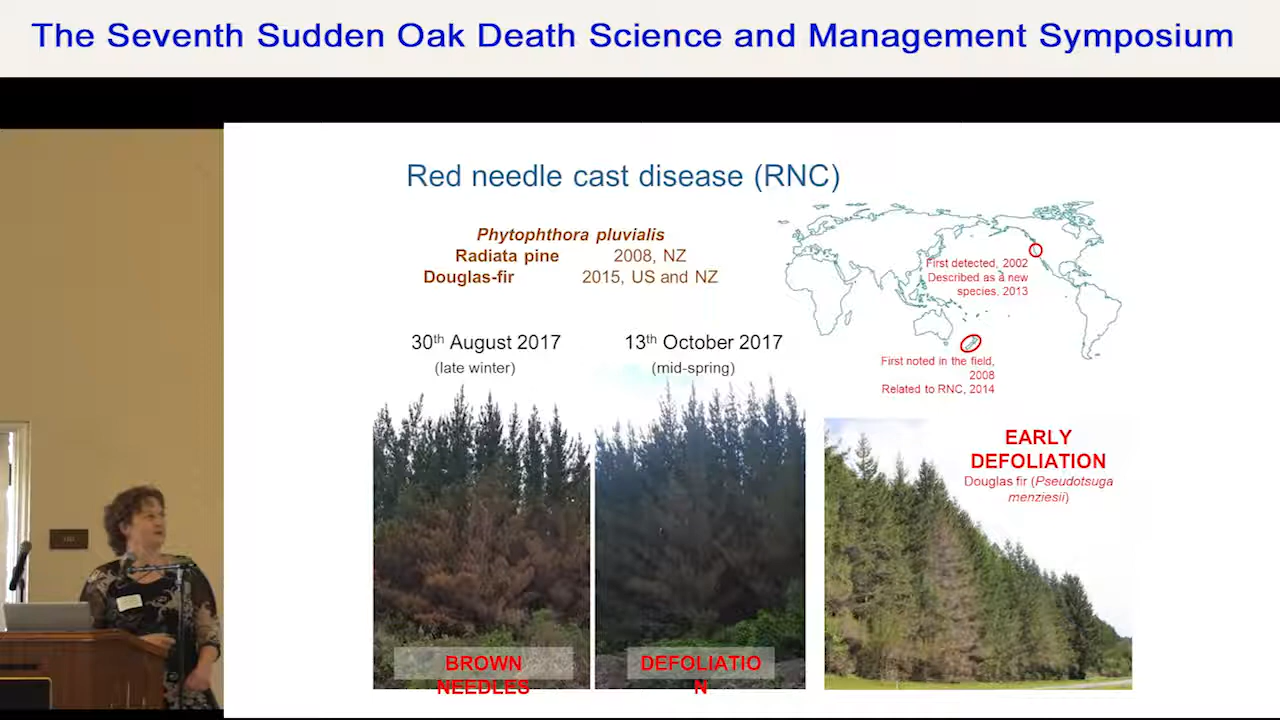 The Seventh Sudden Oak Death Science and Management Symposium
Red needle cast disease (RNC)
Phytophthora pluvialis
Radiata pine 2008, NZ
Douglas-fir 2015, US and NZ
First detected, 2002
Described as a new
species, 2013
First noted in the field,
2008
Related to RNC, 2014
30th August 2017
(late winter)
13th October 2017
(mid-spring)
BROWN
NEEDLES
DEFOLIATIO
N
EARLY
DEFOLIATION
Douglas fir (Pseudotsuga
menziesii)